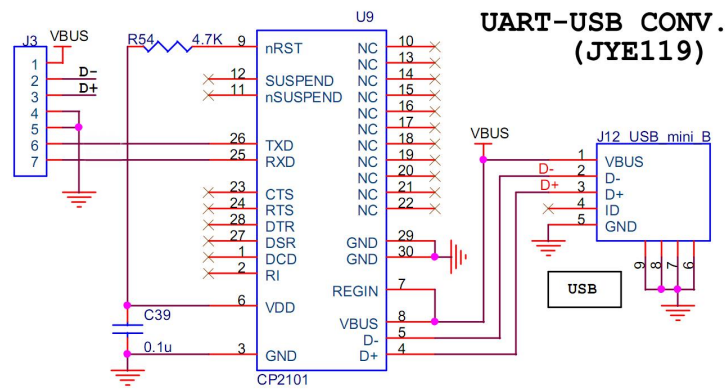 UART-USB CONV.
(JYE119)
U9
J3
VBUS
1
2 D-
3 D+
4
5
6
7
R54 4.7K
9 nRST
12 SUSPEND
11 nSUSPEND
26 TXD
25 RXD
23 CTS
24 RTS
28 DTR
27 DSR
1 DCD
2 RI
6 VDD
3 GND
C39
0.1u
NC 10
NC 13
NC 14
NC 15
NC 16
NC 17
NC 18
NC 19
NC 20
NC 21
NC 22
GND 29
GND 30
REGIN 7
VBUS 8
D- 5
D+ 4
CP2101
VBUS
J12 USB_mini_B
1 VBUS
D- 2 D-
D+ 3 D+
4 ID
5 GND
9 8 7 6
USB